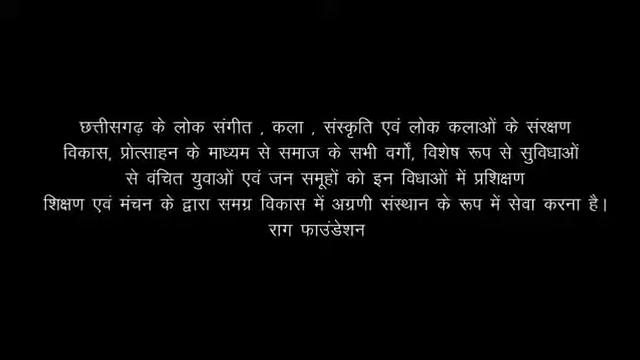 छत्तीसगढ़ के लोक संगीत , कला , संस्कृति एवं लोक कलाओं के संरक्षण
विकास, प्रोत्साहन के माध्यम से समाज के सभी वर्गों, विशेष रूप से सुविधाओं
से वंचित युवाओं एवं जन समूहों को इन विधाओं में प्रशिक्षण
शिक्षण एवं मंचन के द्वारा समग्र विकास में अग्रणी संस्थान के रूप में सेवा करना है।
राग फाउंडेशन